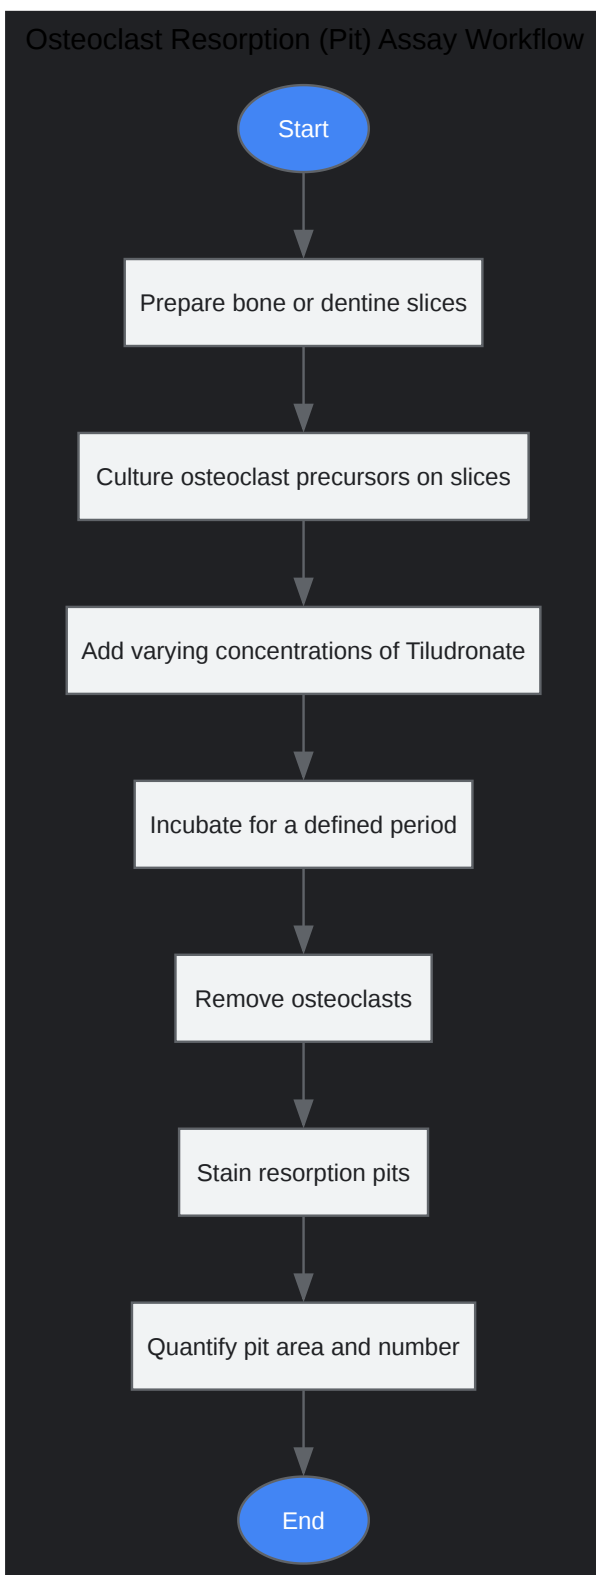 Osteoclast Resorption (Pit) Assay Workflow
Start
Prepare bone or dentine slices
Culture osteoclast precursors on slices
Add varying concentrations of Tiludronate
Incubate for a defined period
Remove osteoclasts
Stain resorption pits
Quantify pit area and number
End